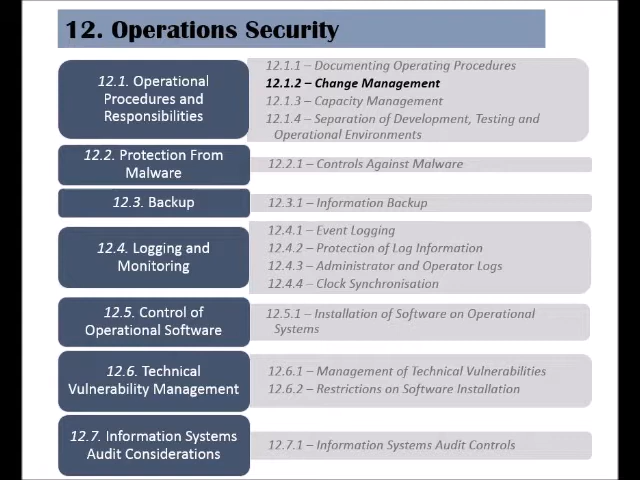 12. Operations Security
12.1. Operational
Procedures and
Responsibilities
12.1.1 – Documenting Operating Procedures
12.1.2 – Change Management
12.1.3 – Capacity Management
12.1.4 – Separation of Development, Testing and
Operational Environments
12.2. Protection From
Malware
12.2.1 – Controls Against Malware
12.3. Backup
12.3.1 – Information Backup
12.4. Logging and
Monitoring
12.4.1 – Event Logging
12.4.2 – Protection of Log Information
12.4.3 – Administrator and Operator Logs
12.4.4 – Clock Synchronisation
12.5. Control of
Operational Software
12.5.1 – Installation of Software on Operational
Systems
12.6. Technical
Vulnerability Management
12.6.1 – Management of Technical Vulnerabilities
12.6.2 – Restrictions on Software Installation
12.7. Information Systems
Audit Considerations
12.7.1 – Information Systems Audit Controls